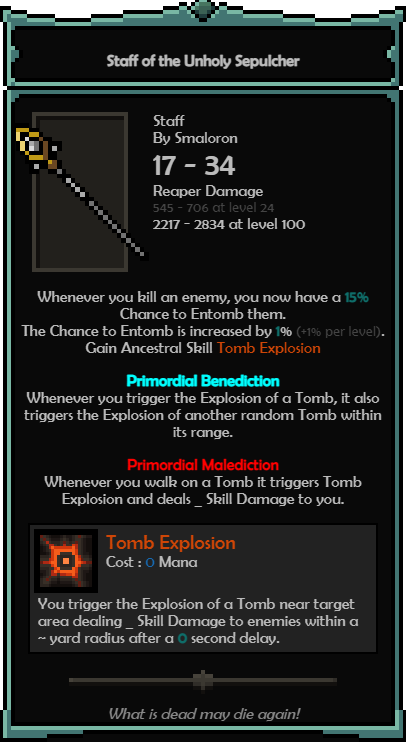 Staff of the Unholy Sepulcher
Staff
By Smaloron
17 - 34
Reaper Damage
545 - 706 at level 24
2217 - 2834 at level 100
Whenever you kill an enemy, you now have a 15%
Chance to Entomb them.
The Chance to Entomb is increased by 1% (+1% per level).
Gain Ancestral Skill Tomb Explosion
Primordial Benediction
Whenever you trigger the Explosion of a Tomb, it also
triggers the Explosion of another random Tomb within
its range.
Primordial Malediction
Whenever you walk on a Tomb it triggers Tomb
Explosion and deals _ Skill Damage to you.
Tomb Explosion
Cost : 0 Mana
You trigger the Explosion of a Tomb near target
area dealing _ Skill Damage to enemies within a
~ yard radius after a 0 second delay.
What is dead may die again!